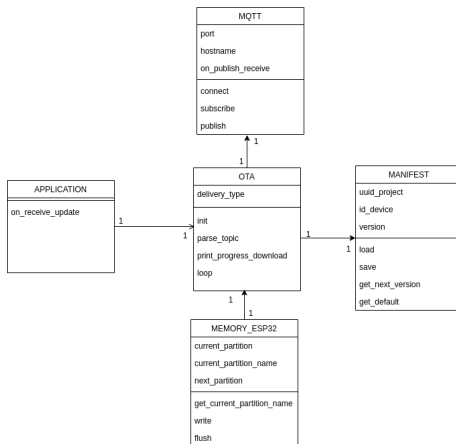 MQTT
port
hostname
on_publish_receive
connect
subscribe
publish
1
1
OTA
delivery_type
init
parse_topic
print_progress_download
loop
APPLICATION
on_receive_update
1
1
MANIFEST
uuid_project
id_device
version
load
save
get_next_version
get_default
1
1
1
1
MEMORY_ESP32
current_partition
current_partition_name
next_partition
get_current_partition_name
write
flush